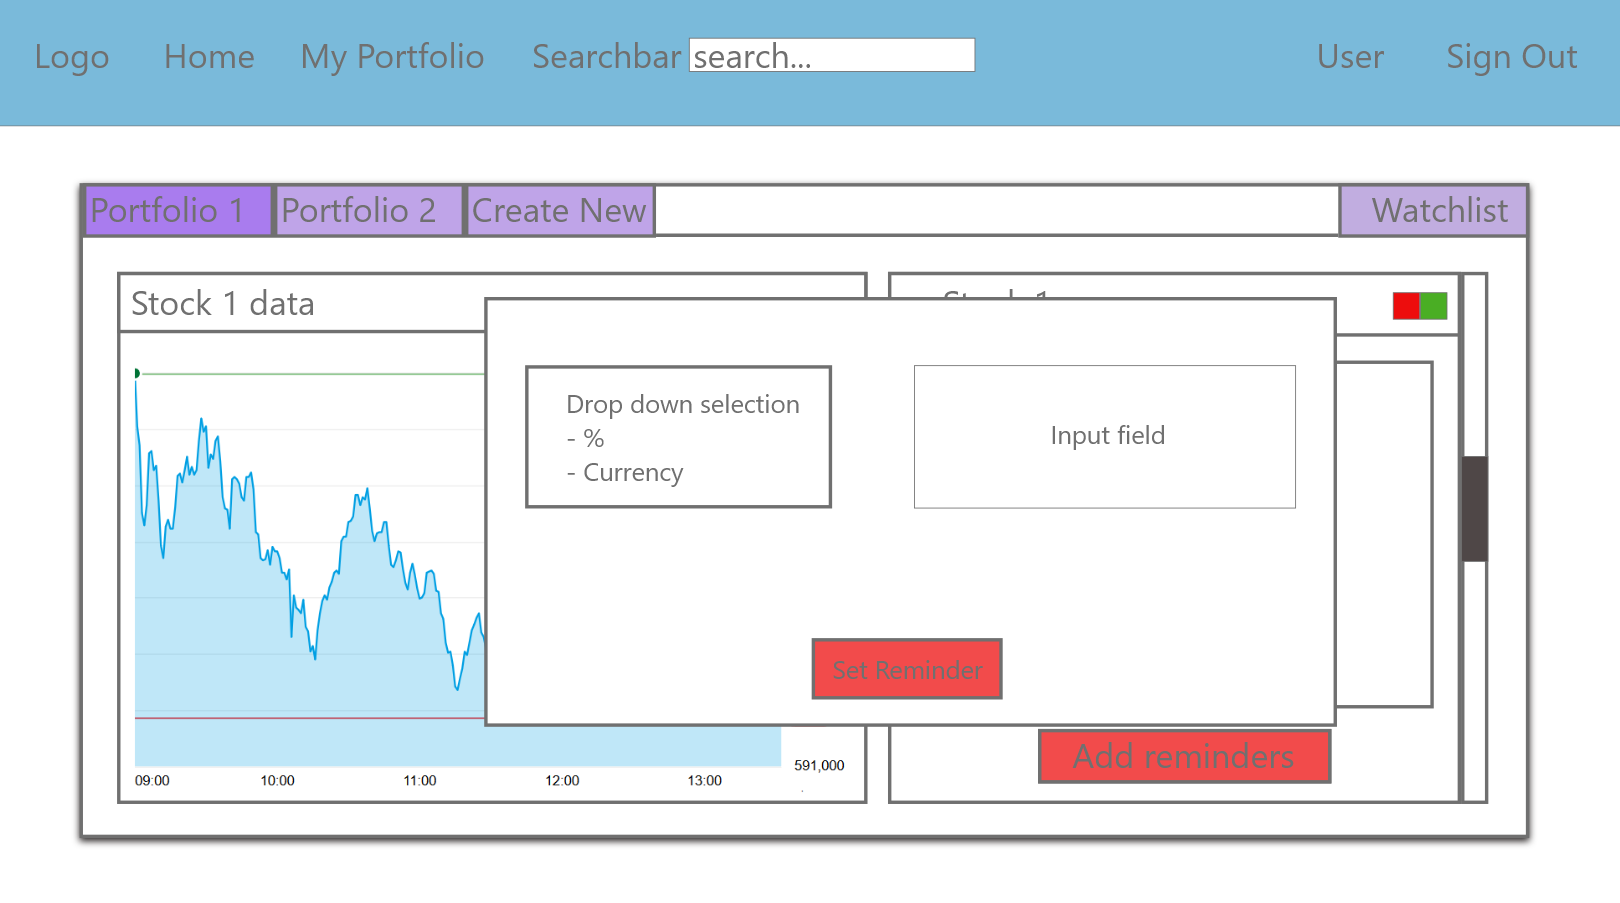 Logo Home My Portfolio Searchbar search... User Sign Out
Portfolio 1 Portfolio 2 Create New Watchlist
Stock 1 data
Stock 1
Drop down selection
- %
- Currency
Input field
Set Reminder
Add reminders
591,000
09:00 10:00 11:00 12:00 13:00